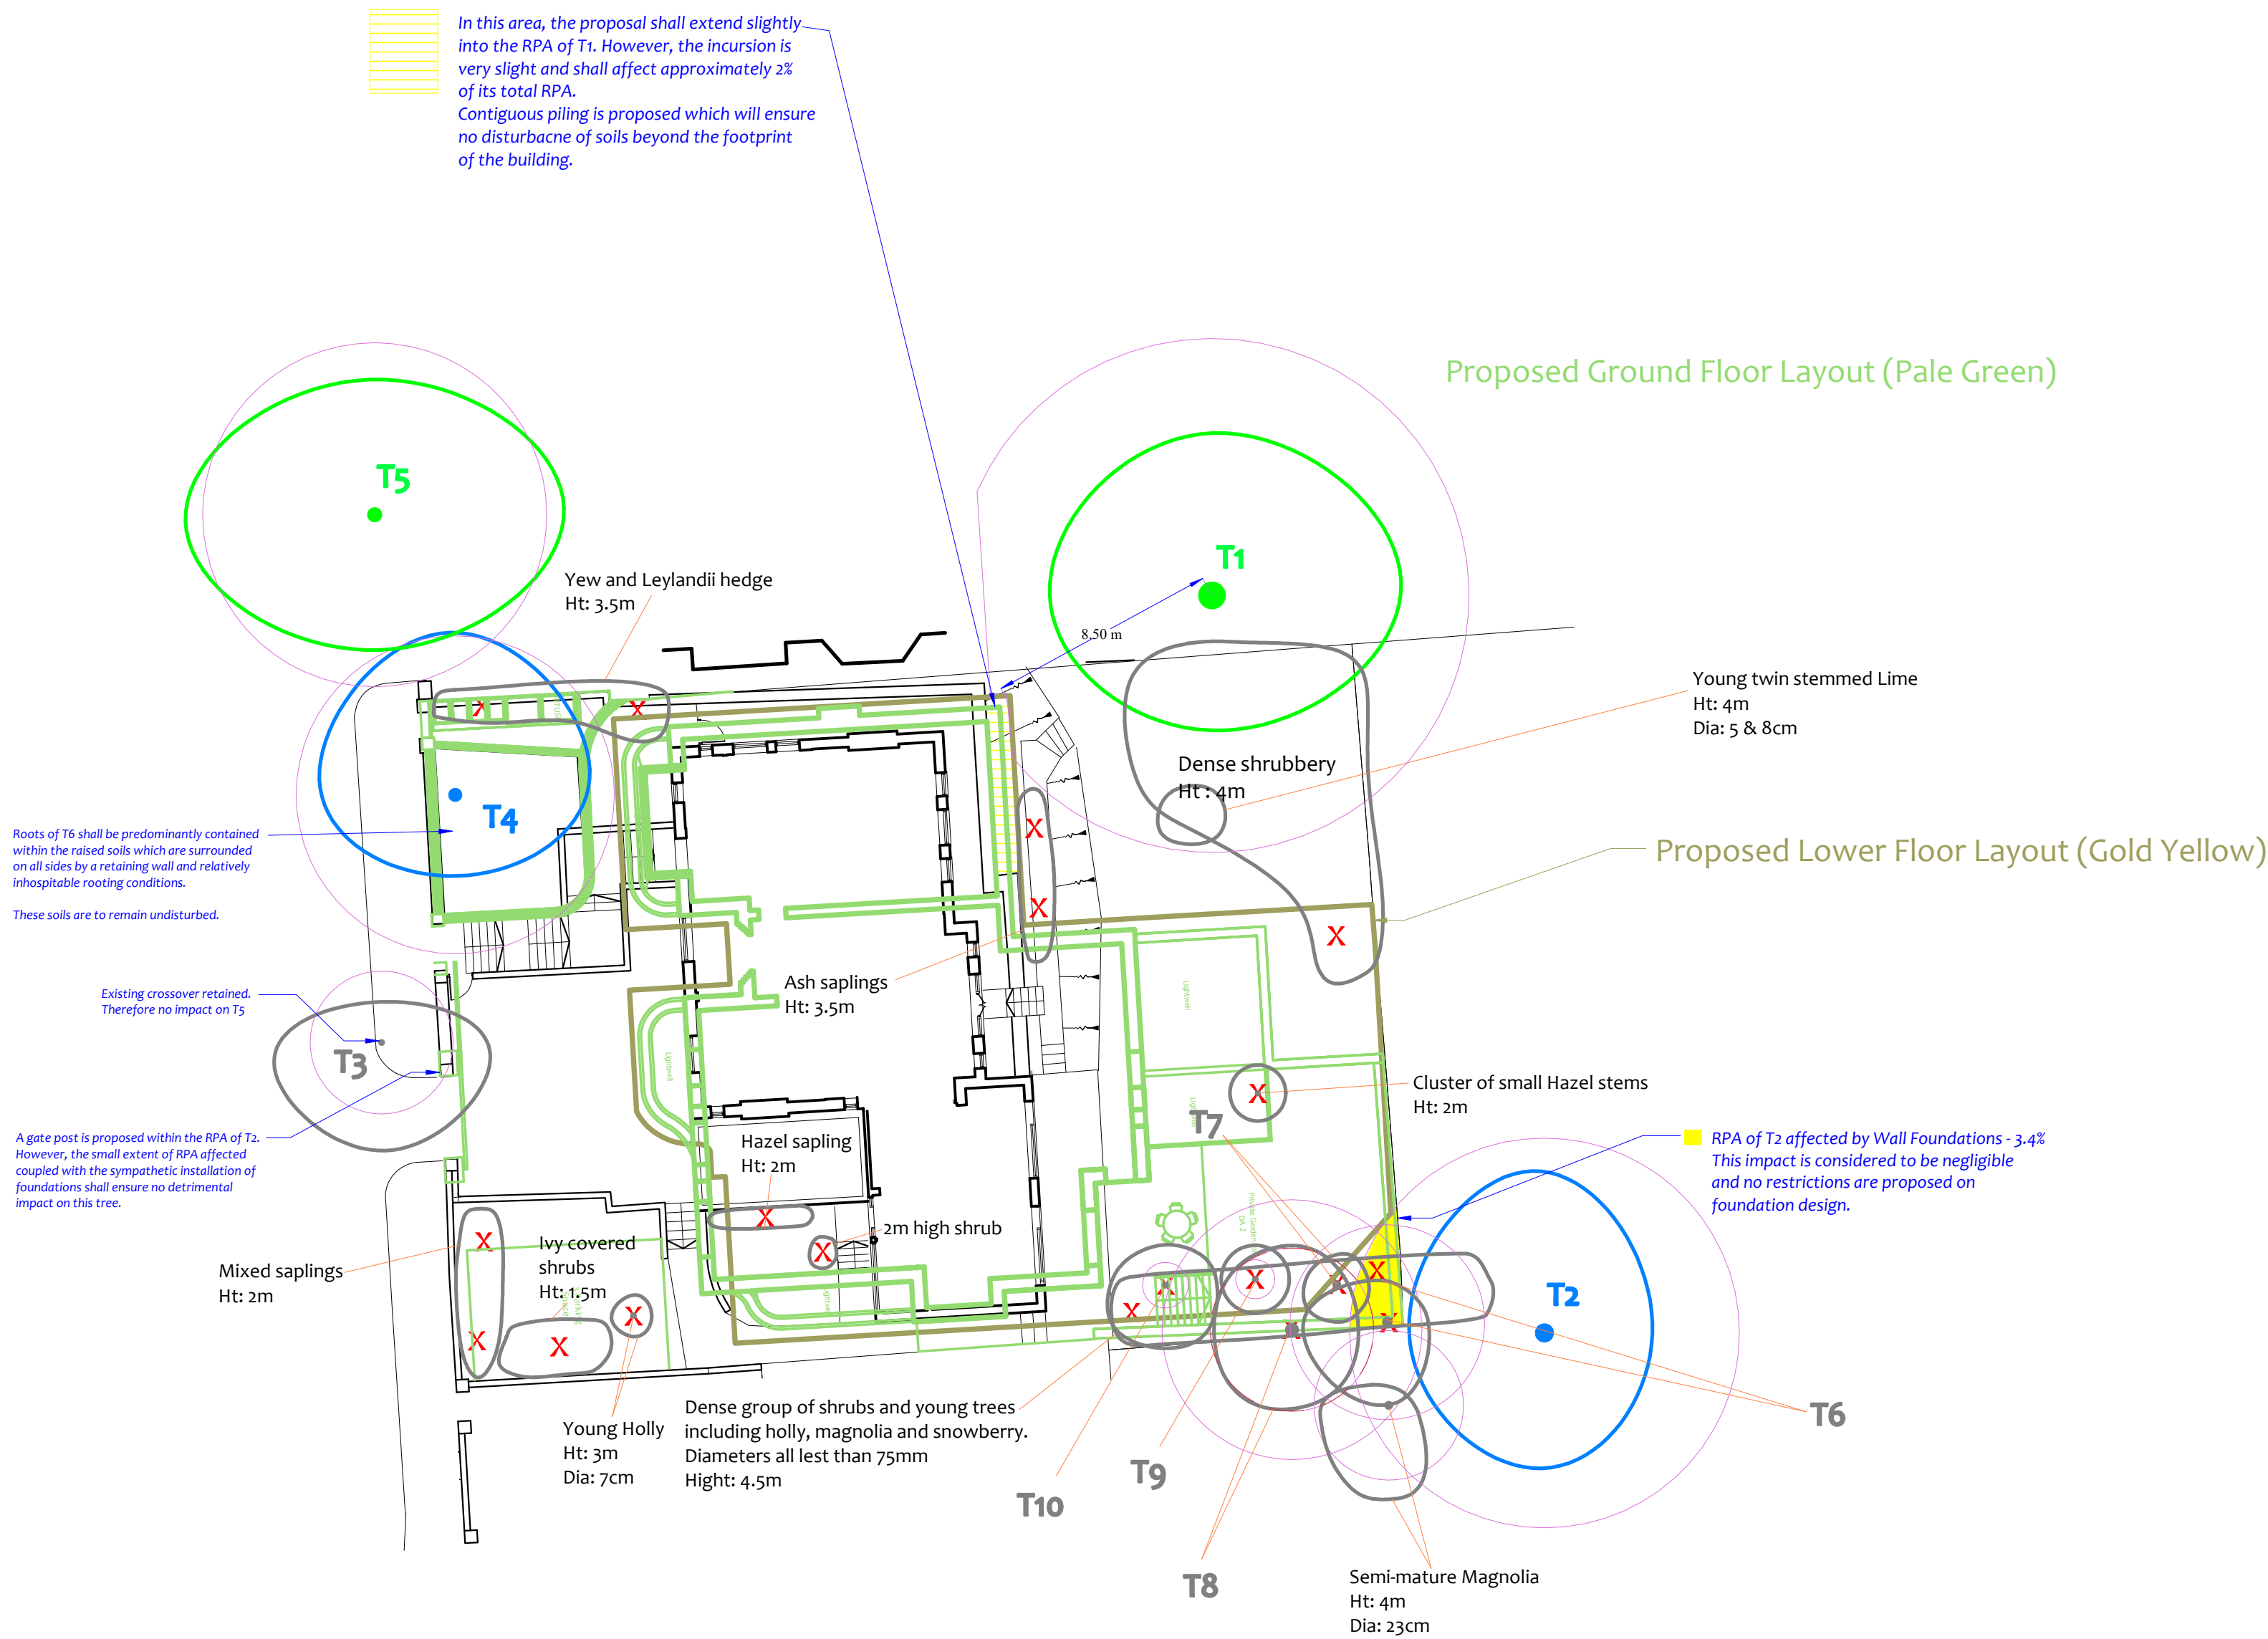 In this area, the proposal shall extend slightly
into the RPA of T1. However, the incursion is
very slight and shall affect approximately 2%
of its total RPA.
Contiguous piling is proposed which will ensure
no disturbacne of soils beyond the footprint
of the building.
Proposed Ground Floor Layout (Pale Green)
T5
T1
Yew and Leylandii hedge
Ht: 3.5m
8.50 m
Young twin stemmed Lime
Ht: 4m
Dia: 5 & 8cm
X
X
Dense shrubbery
Ht : 4m
T4
X
Roots of T6 shall be predominantly contained
within the raised soils which are surrounded
on all sides by a retaining wall and relatively
inhospitable rooting conditions.
These soils are to remain undisturbed.
Proposed Lower Floor Layout (Gold Yellow)
X
X
Ash saplings
Ht: 3.5m
Lightwell
Existing crossover retained.
Therefore no impact on T5
T3
Lightwell
Cluster of small Hazel stems
Ht: 2m
X
Lightwell
T7
A gate post is proposed within the RPA of T2.
However, the small extent of RPA affected
coupled with the sympathetic installation of
foundations shall ensure no detrimental
impact on this tree.
Hazel sapling
Ht: 2m
RPA of T2 affected by Wall Foundations - 3.4%
This impact is considered to be negligible
and no restrictions are proposed on
foundation design.
X
X
2m high shrub
X
Private Garden
DA 2
Ivy covered
shrubs
Ht: 1.5m
Mixed saplings
Ht: 2m
X
X
X
X
X
X
X
Lightwell
T2
X
X
X
X
X
Young Holly
Ht: 3m
Dia: 7cm
Dense group of shrubs and young trees
including holly, magnolia and snowberry.
Diameters all lest than 75mm
Hight: 4.5m
T6
T9
T10
T8
Semi-mature Magnolia
Ht: 4m
Dia: 23cm